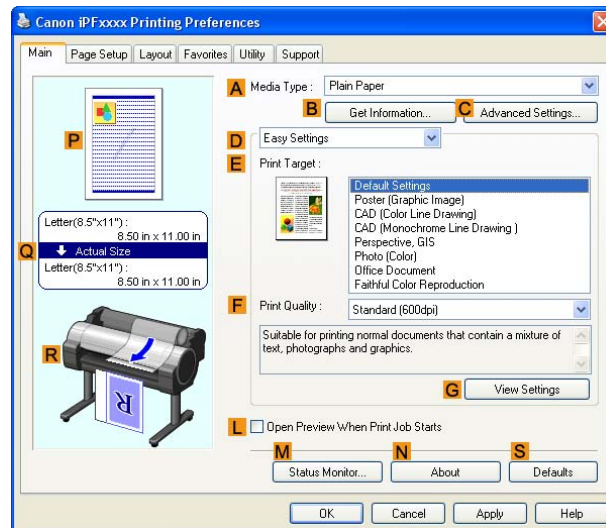 Canon iPFxxxx Printing Preferences
Main Page Setup Layout Favorites Utility Support
A Media Type : Plain Paper
B Get Information... C Advanced Settings...
D Easy Settings
E Print Target :
Default Settings
Poster (Graphic Image)
CAD (Color Line Drawing)
CAD (Monochrome Line Drawing )
Perspective, GIS
Photo (Color)
Office Document
Faithful Color Reproduction
P
Q
Letter(8.5"x11") :
8.50 in x 11.00 in
Actual Size
Letter(8.5"x11") :
8.50 in x 11.00 in
R
R
F Print Quality : Standard (600dpi)
Suitable for printing normal documents that contain a mixture of
text, photographs and graphics.
G View Settings
L Open Preview When Print Job Starts
M N S
Status Monitor... About Defaults
OK Cancel Apply Help